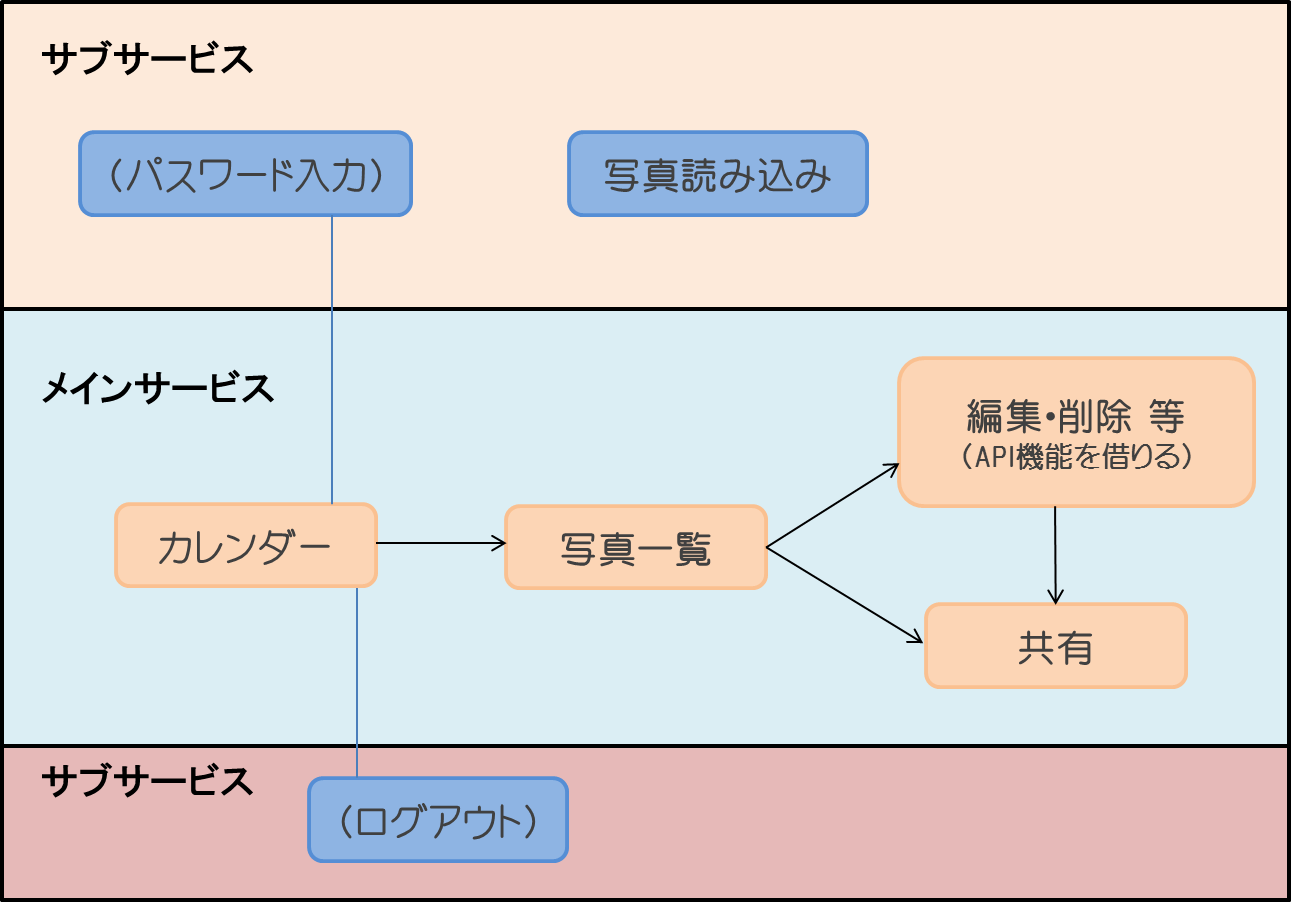 サブサービス
（パスワード入力）
写真読み込み
メインサービス
編集・削除 等
（API機能を借りる）
カレンダー
写真一覧
共有
サブサービス
（ログアウト）